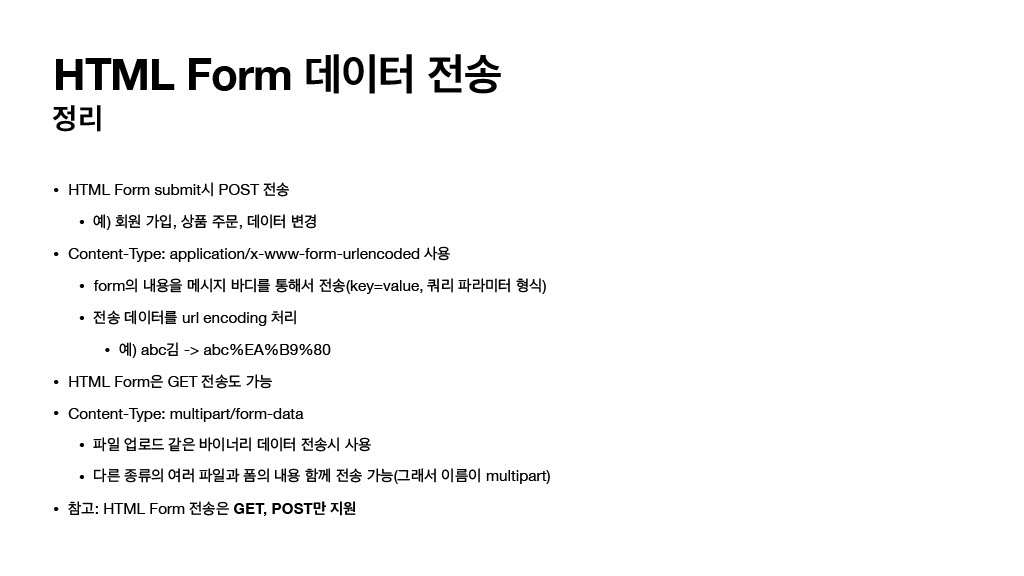 HTML Form 데이터 전송
정리
• HTML Form submit시 POST 전송
• 예) 회원 가입, 상품 주문, 데이터 변경
• Content-Type: application/x-www-form-urlencoded 사용
• form의 내용을 메시지 바디를 통해서 전송(key=value, 쿼리 파라미터 형식)
• 전송 데이터를 url encoding 처리
• 예) abc김 -> abc%EA%B9%80
• HTML Form은 GET 전송도 가능
• Content-Type: multipart/form-data
• 파일 업로드 같은 바이너리 데이터 전송시 사용
• 다른 종류의 여러 파일과 폼의 내용 함께 전송 가능(그래서 이름이 multipart)
• 참고: HTML Form 전송은 GET, POST만 지원